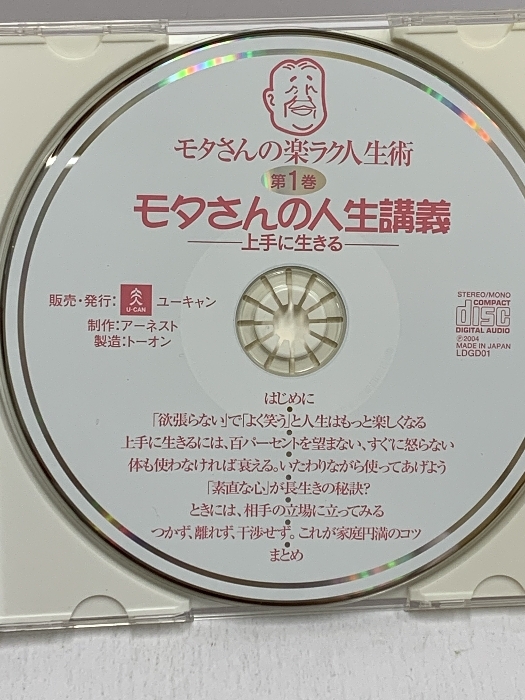 モタさんの楽ラク人生術
第1巻
モタさんの人生講義
上手に生きる
販売・発行: U-CAN ユーキャン
制作:アーネスト
製造:トーオン
STEREO/MONO
COMPACT
disc
DIGITAL AUDIO
Ⓟ2004
MADE IN JAPAN
LDGD01
はじめに
「欲張らない」で「よく笑う」と人生はもっと楽しくなる
上手に生きるには、百パーセントを望まない、すぐに怒らない
体も使わなければ衰える。いたわりながら使ってあげよう
「素直な心」が長生きの秘訣?
ときには、相手の立場に立ってみる
つかず、離れず、干渉せず。これが家庭円満のコツ
まとめ